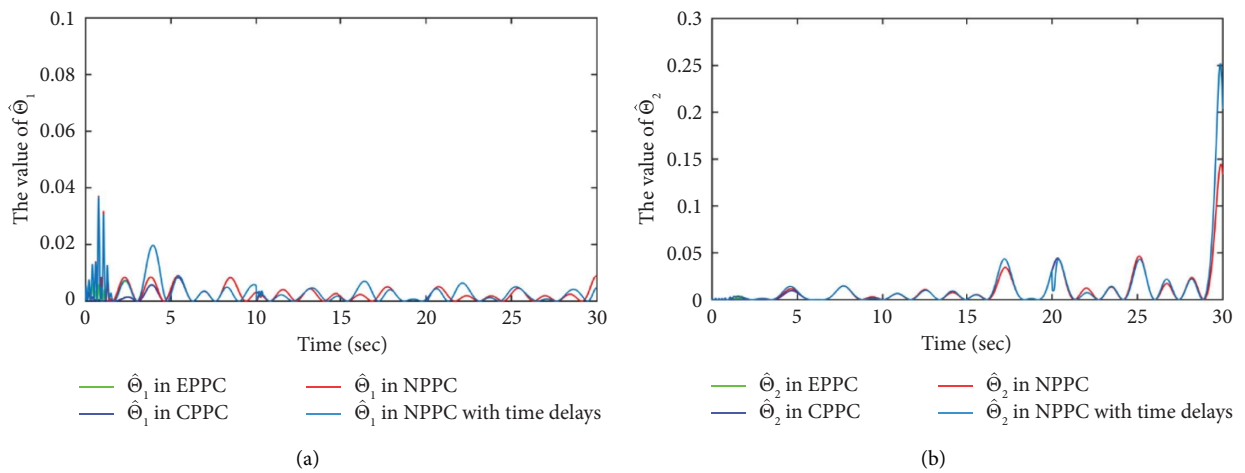 0.1
0.08
0.06
0.04
0.02
0
The value of Θ̂₁
0 5 10 15 20 25 30
Time (sec)
Θ̂₁ in EPPC
Θ̂₁ in CPPC
Θ̂₁ in NPPC
Θ̂₁ in NPPC with time delays
(a)
0.3
0.25
0.2
0.15
0.1
0.05
0
The value of Θ̂₂
0 5 10 15 20 25 30
Time (sec)
Θ̂₂ in EPPC
Θ̂₂ in CPPC
Θ̂₂ in NPPC
Θ̂₂ in NPPC with time delays
(b)